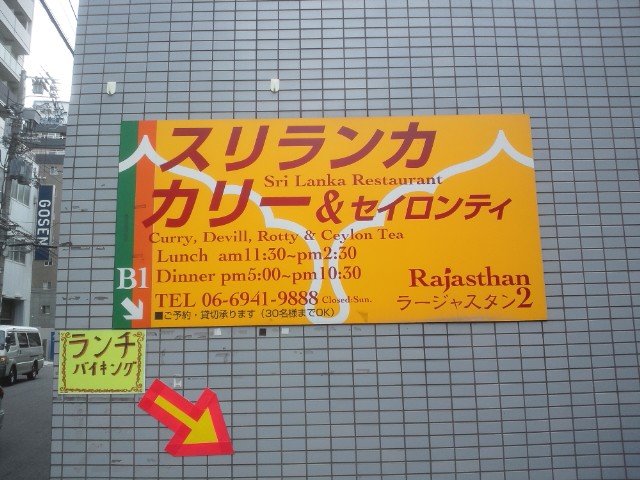 スリランカ
Sri Lanka Restaurant
カリー&セイロンティ
Curry, Devill, Rotty & Ceylon Tea
Lunch am11:30~pm2:30
Dinner pm5:00~pm10:30
B1
Rajasthan
ラージャスタン2
TEL 06-6941-9888 Closed:Sun.
■ご予約・貸切承ります(30名様までOK)
ランチ
バイキング
GOSEN